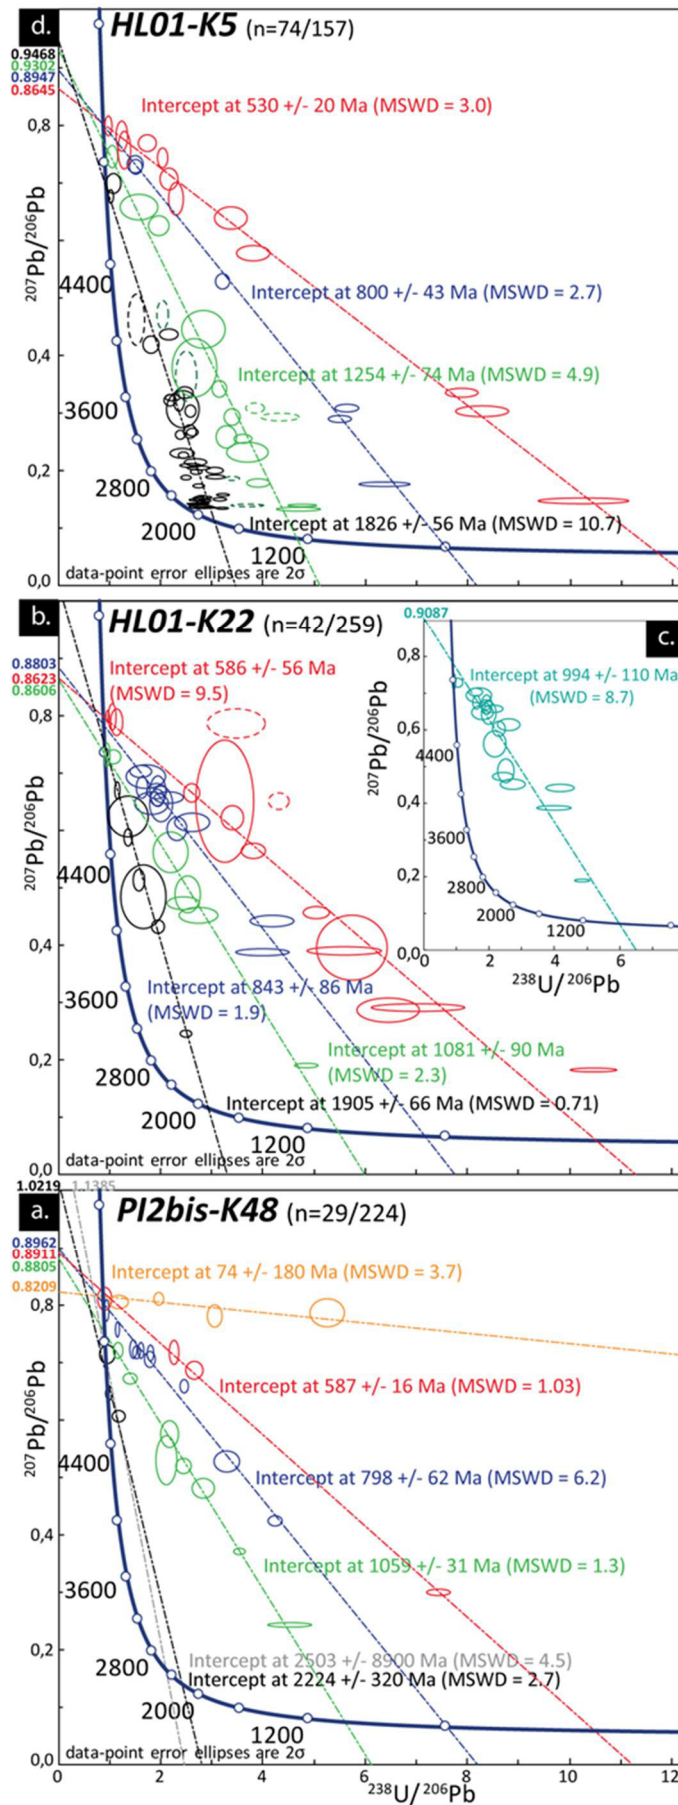 d.
HL01-K5 (n=74/157)
0.9468
0.9302
0.8947
0.8645
Intercept at 530 +/- 20 Ma (MSWD = 3.0)
0,8
207Pb/206Pb
4400
Intercept at 800 +/- 43 Ma (MSWD = 2.7)
0,4
Intercept at 1254 +/- 74 Ma (MSWD = 4.9)
3600
0,2
2800
2000
Intercept at 1826 +/- 56 Ma (MSWD = 10.7)
1200
0,0
data-point error ellipses are 2σ
b.
HL01-K22 (n=42/259)
c.
0.9087
0.8803
0.8623
0.8606
Intercept at 586 +/- 56 Ma
(MSWD = 9.5)
0,8
Intercept at 994 +/- 110 Ma
(MSWD = 8.7)
0,8
0,6
207Pb/206Pb
4400
0,4
3600
0,2
2800
2000
1200
0,0
0
2
4
6
238U/206Pb
207Pb/206Pb
4400
0,4
Intercept at 843 +/- 86 Ma
(MSWD = 1.9)
3600
Intercept at 1081 +/- 90 Ma
(MSWD = 2.3)
0,2
2800
2000
Intercept at 1905 +/- 66 Ma (MSWD = 0.71)
1200
0,0
data-point error ellipses are 2σ
a.
1.0219
1.1385
PI2bis-K48 (n=29/224)
0.8962
0.8911
0.8805
0.8209
Intercept at 74 +/- 180 Ma (MSWD = 3.7)
0,8
Intercept at 587 +/- 16 Ma (MSWD = 1.03)
207Pb/206Pb
4400
Intercept at 798 +/- 62 Ma (MSWD = 6.2)
0,4
Intercept at 1059 +/- 31 Ma (MSWD = 1.3)
3600
0,2
2800
Intercept at 2503 +/- 8900 Ma (MSWD = 4.5)
Intercept at 2224 +/- 320 Ma (MSWD = 2.7)
2000
1200
0,0
data-point error ellipses are 2σ
0
2
4
6
8
10
12
238U/206Pb